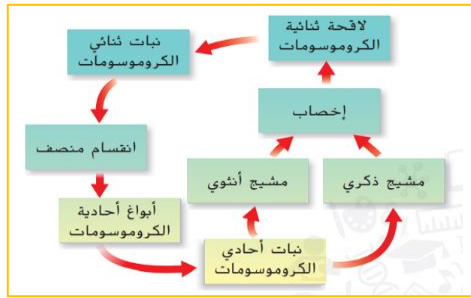 لاقحة ثنائية
الكروموسومات
نبات ثنائي
الكروموسومات
إخصاب
انقسام منصف
مشيج ذكري
مشيج أنثوي
أبواغ أحادية
الكروموسومات
نبات أحادي
الكروموسومات